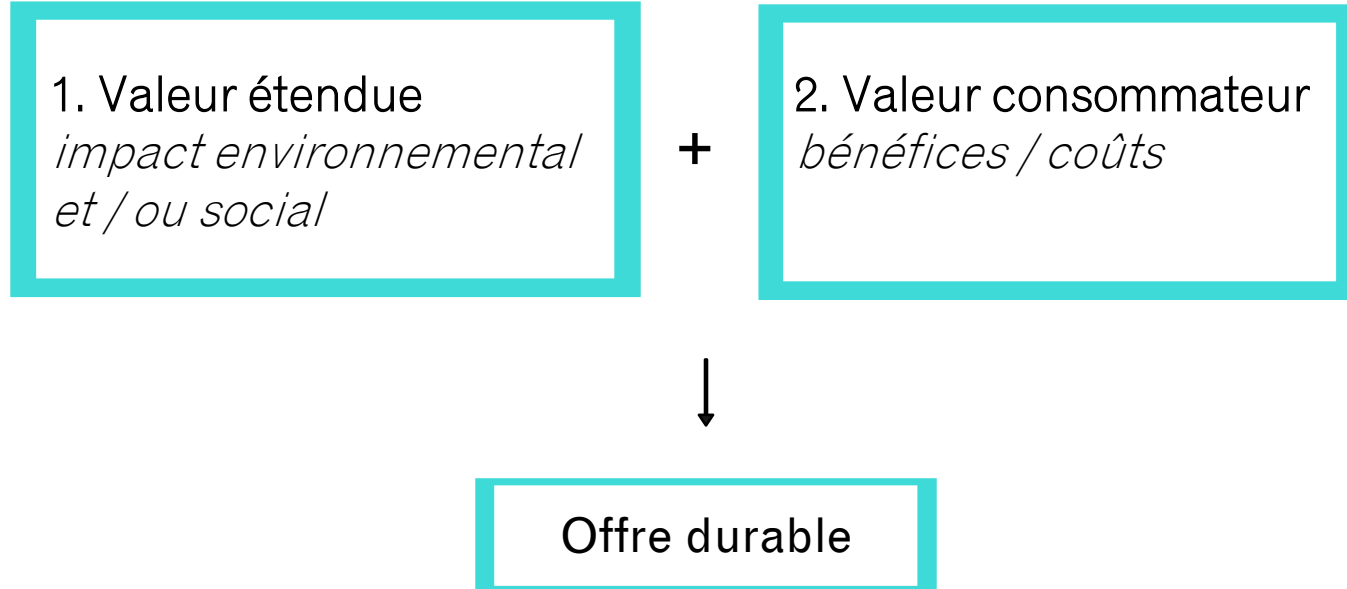 1. Valeur étendue
impact environnemental
et / ou social
+
2. Valeur consommateur
bénéfices / coûts
Offre durable